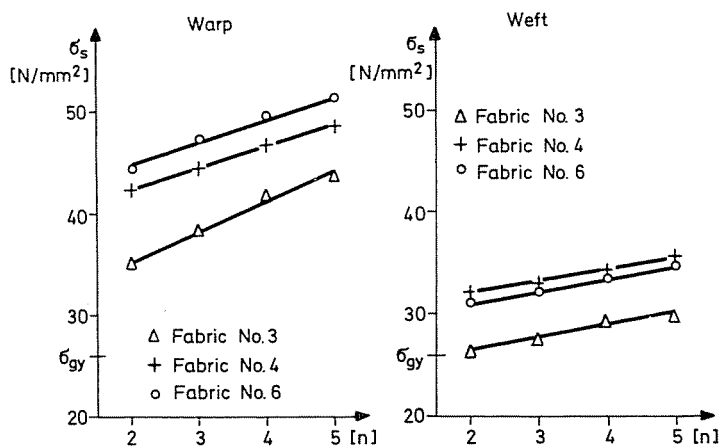 Warp
σs
[N/mm²]
50
40
30
σgy
20
2 3 4 5 [n]
△ Fabric No. 3
+ Fabric No. 4
○ Fabric No. 6
Weft
σs
[N/mm²]
50
40
30
σgy
20
2 3 4 5 [n]
△ Fabric No. 3
+ Fabric No. 4
○ Fabric No. 6